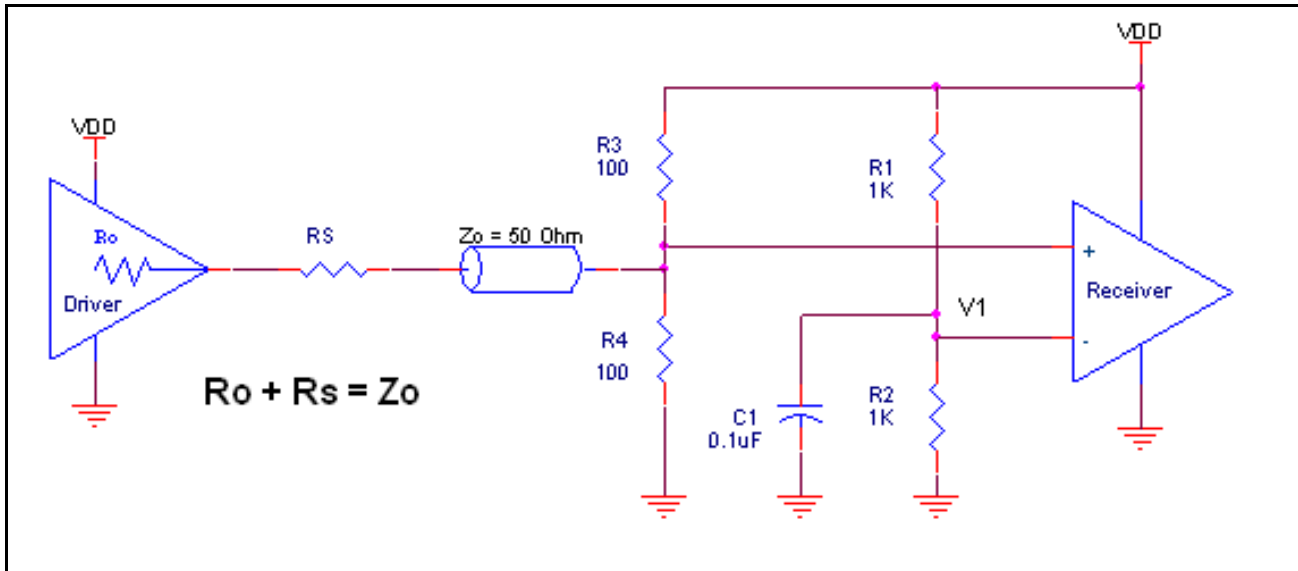 VDD
VDD
R3
100
R1
1K
Ro
RS
Zo = 50 Ohm
+
Driver
Receiver
V1
-
R4
100
Ro + Rs = Zo
R2
1K
C1
0.1uF